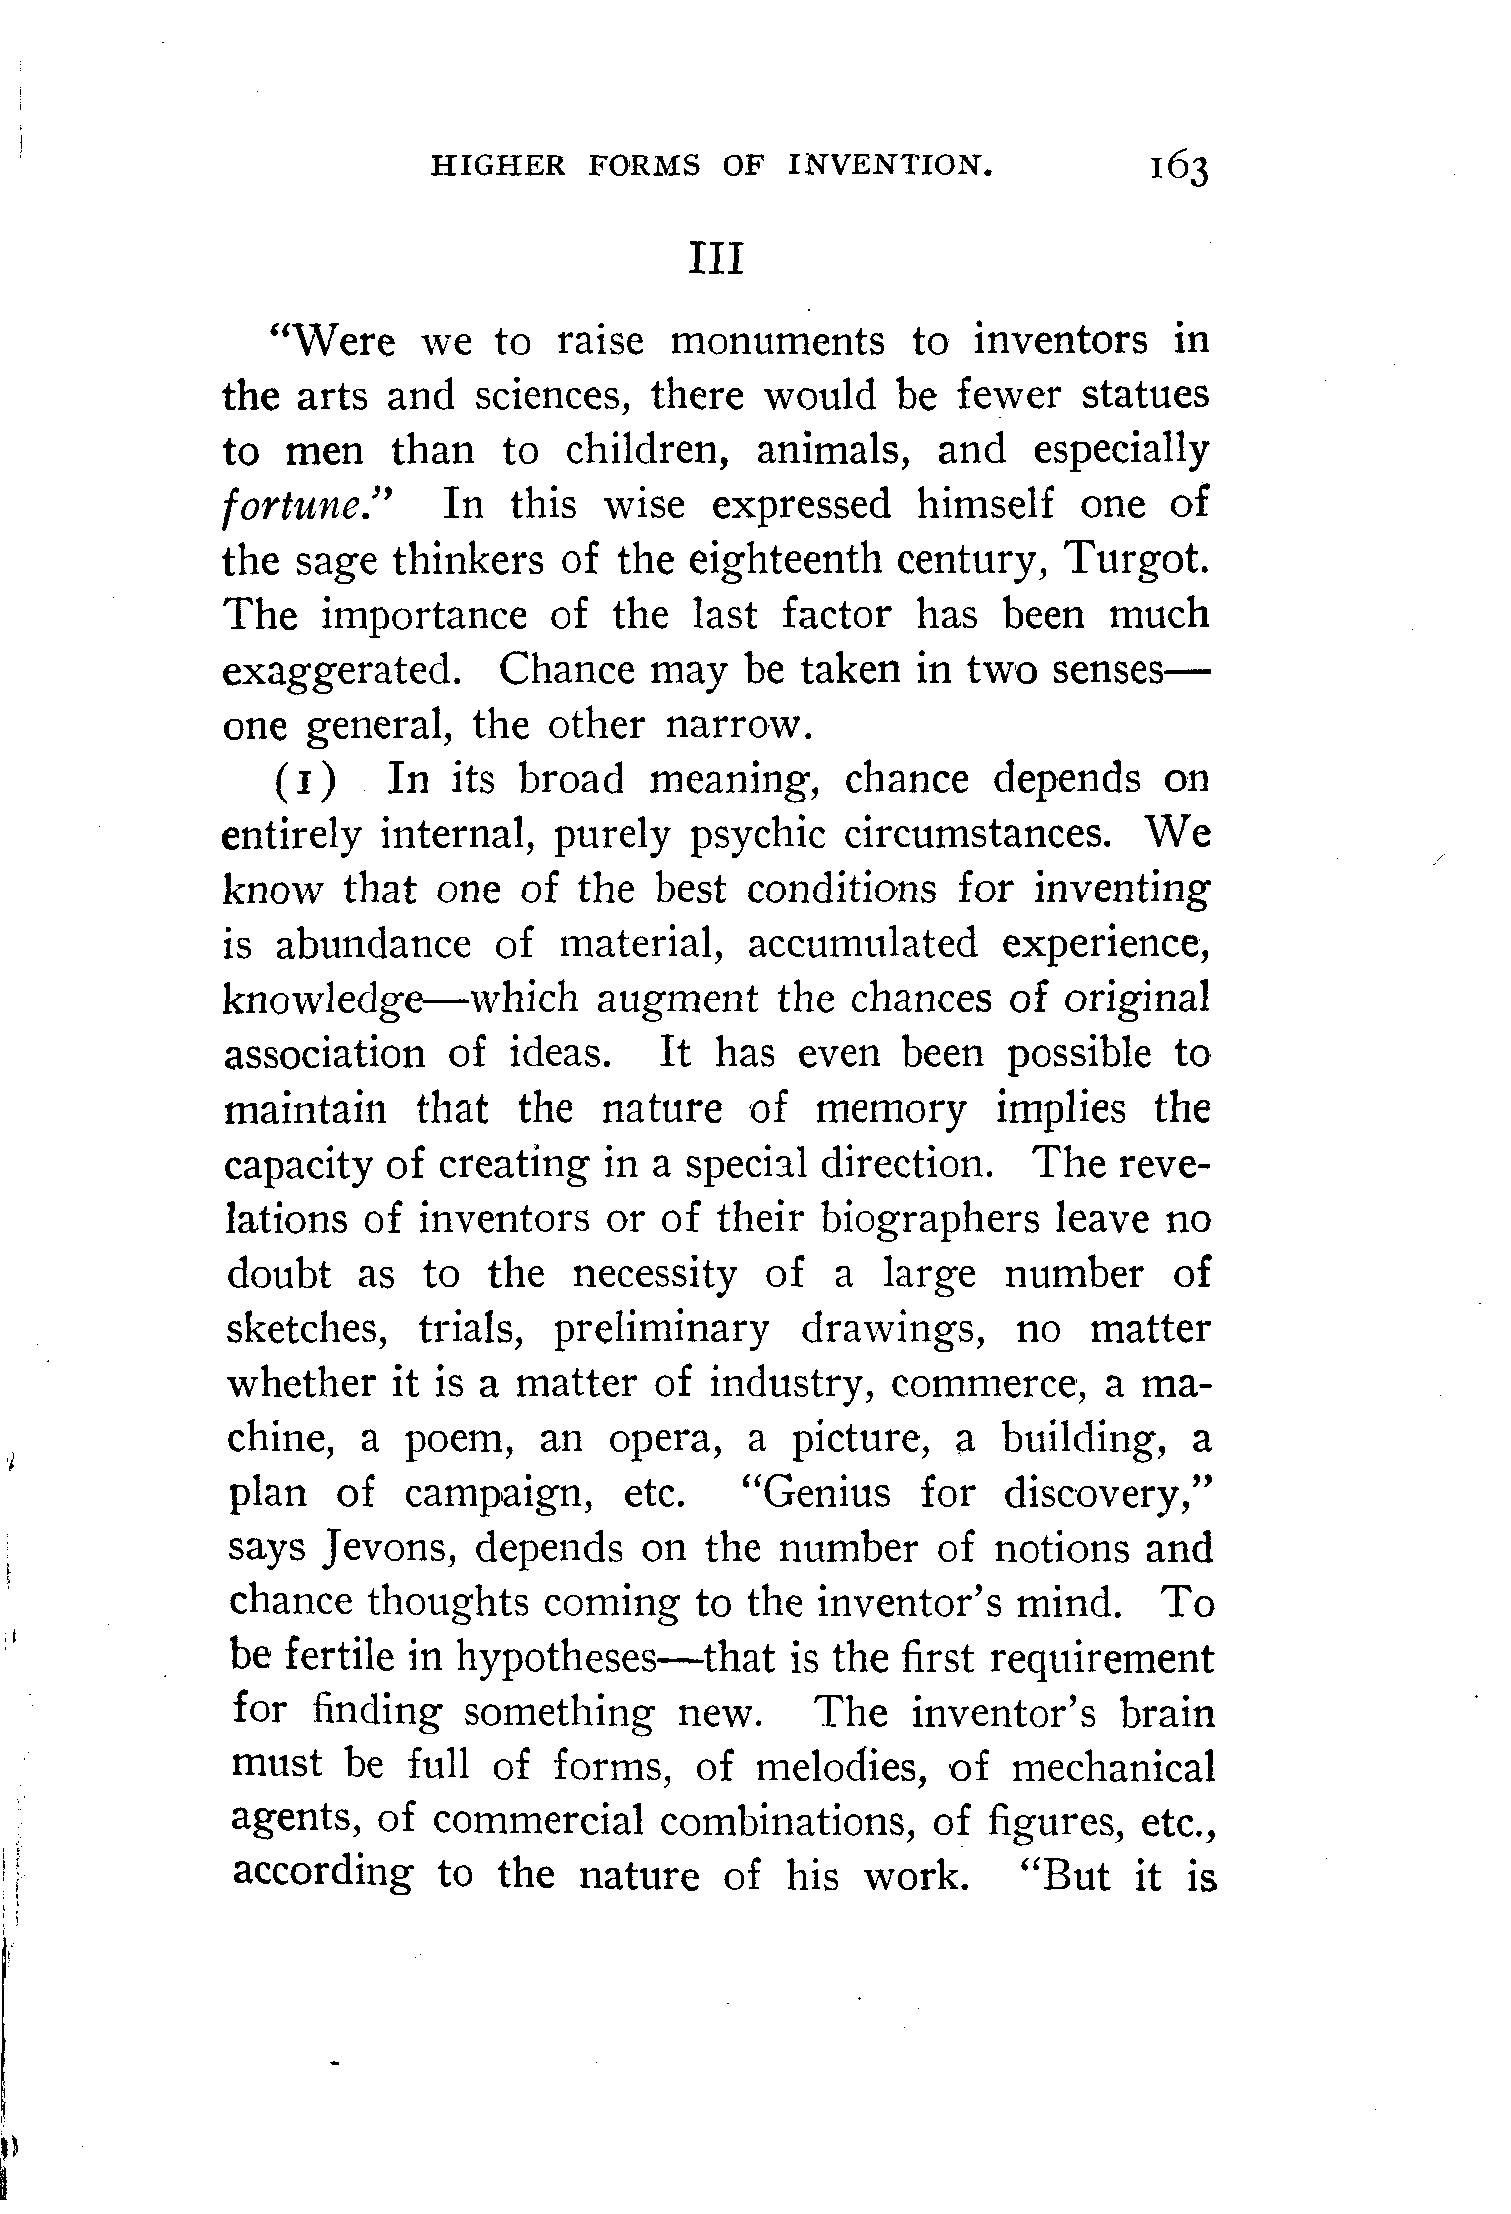 HIGHER FORMS OF INVENTION. 163
III
"Were we to raise monuments to inventors in
the arts and sciences, there would be fewer statues
to men than to children, animals, and especially
fortune." In this wise expressed himself one of
the sage thinkers of the eighteenth century, Turgot.
The importance of the last factor has been much
exaggerated. Chance may be taken in two senses—
one general, the other narrow.
(1) In its broad meaning, chance depends on
entirely internal, purely psychic circumstances. We
know that one of the best conditions for inventing
is abundance of material, accumulated experience,
knowledge—which augment the chances of original
association of ideas. It has even been possible to
maintain that the nature of memory implies the
capacity of creating in a special direction. The reve-
lations of inventors or of their biographers leave no
doubt as to the necessity of a large number of
sketches, trials, preliminary drawings, no matter
whether it is a matter of industry, commerce, a ma-
chine, a poem, an opera, a picture, a building, a
plan of campaign, etc. "Genius for discovery,"
says Jevons, depends on the number of notions and
chance thoughts coming to the inventor's mind. To
be fertile in hypotheses—that is the first requirement
for finding something new. The inventor's brain
must be full of forms, of melodies, of mechanical
agents, of commercial combinations, of figures, etc.,
according to the nature of his work. "But it is